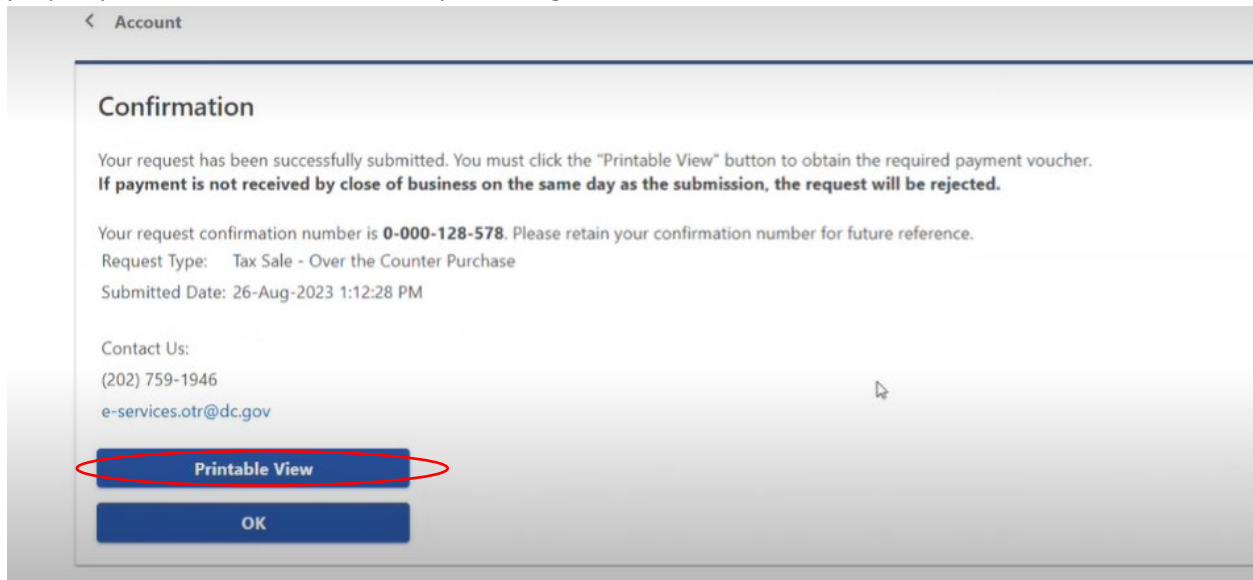 Account
Confirmation
Your request has been successfully submitted. You must click the "Printable View" button to obtain the required payment voucher.
If payment is not received by close of business on the same day as the submission, the request will be rejected.
Your request confirmation number is 0-000-128-578. Please retain your confirmation number for future reference.
Request Type: Tax Sale - Over the Counter Purchase
Submitted Date: 26-Aug-2023 1:12:28 PM
Contact Us:
(202) 759-1946
e-services.otr@dc.gov
Printable View
OK